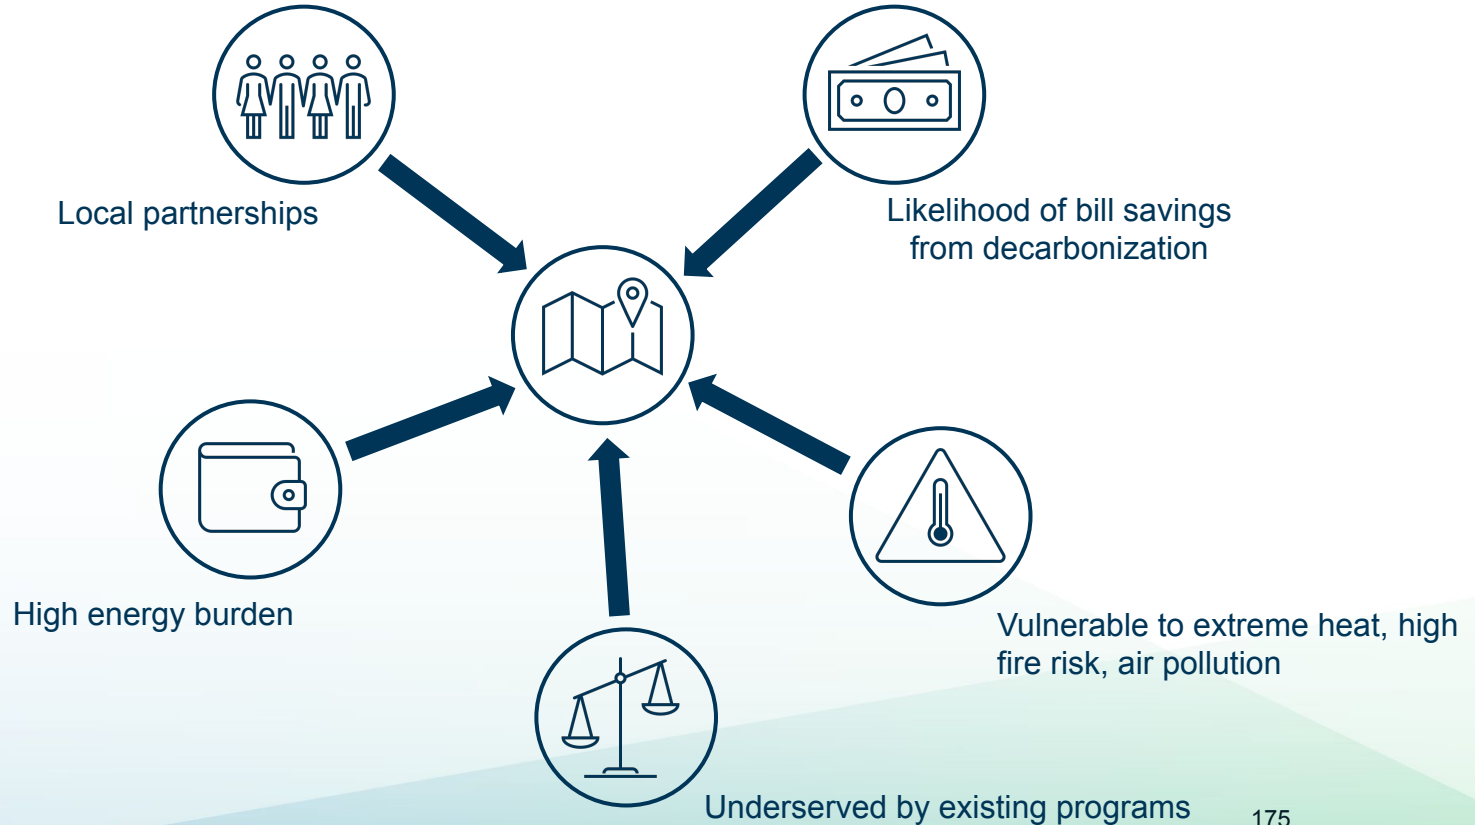 Local partnerships
Likelihood of bill savings
from decarbonization
High energy burden
Vulnerable to extreme heat, high
fire risk, air pollution
Underserved by existing programs
175